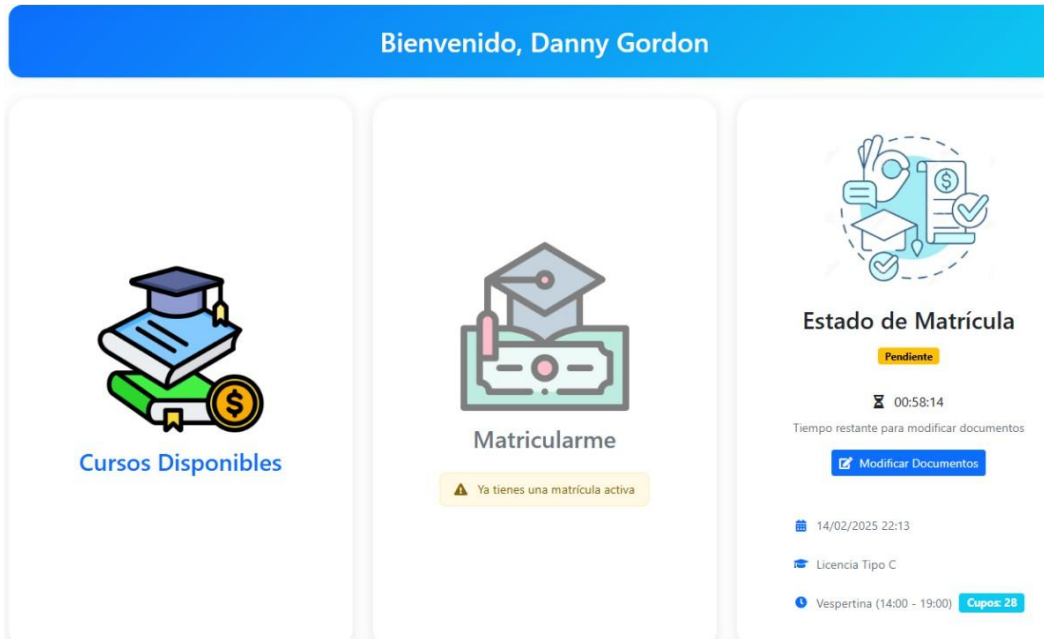 Bienvenido, Danny Gordon
Cursos Disponibles
Matricularme
Ya tienes una matrícula activa
Estado de Matrícula
Pendiente
00:58:14
Tiempo restante para modificar documentos
Modificar Documentos
14/02/2025 22:13
Licencia Tipo C
Vespertina (14:00 - 19:00) Cupos: 28